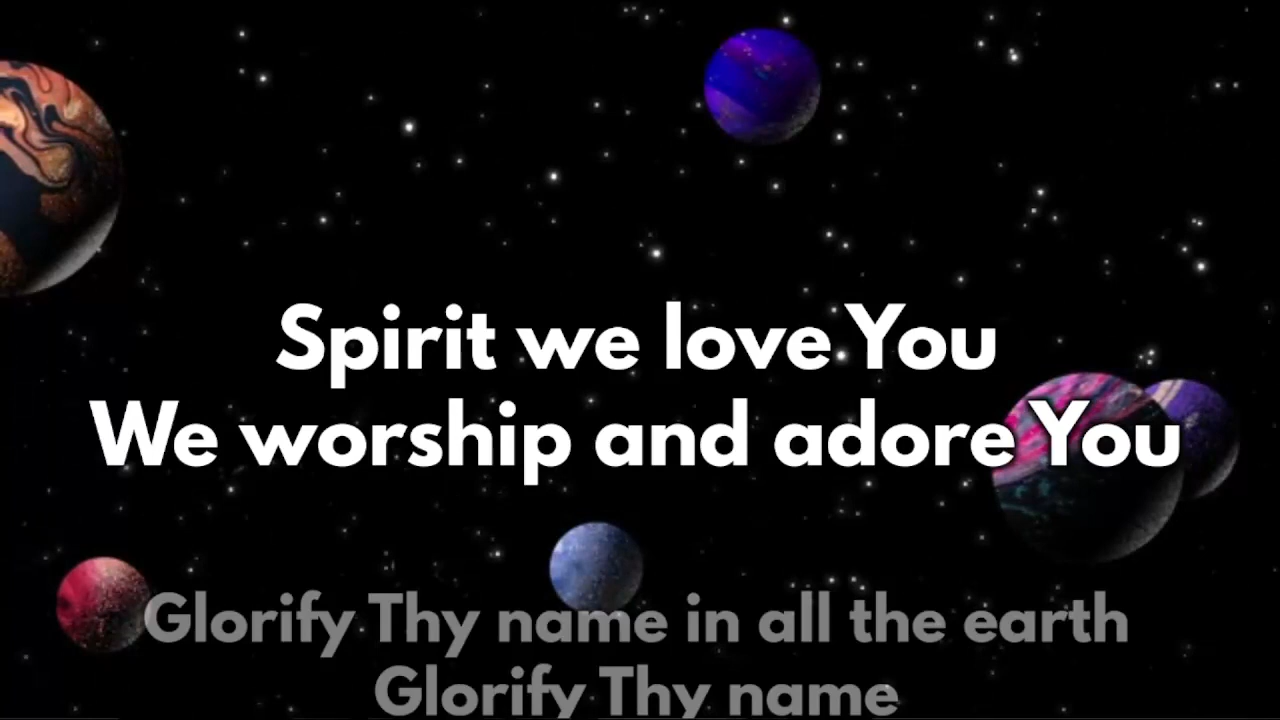 Spirit we love You
We worship and adore You
Glorify Thy name in all the earth
Glorify Thy name